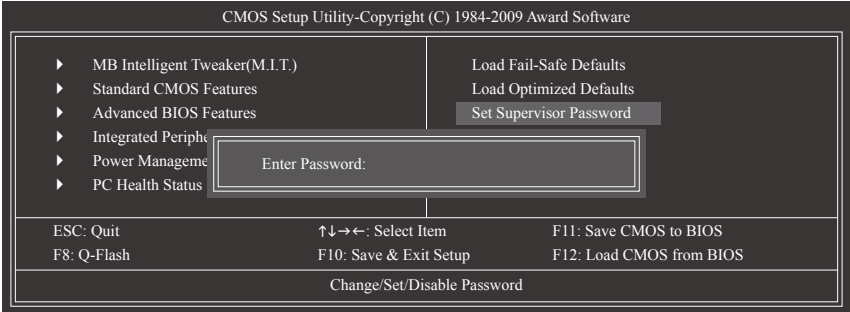 CMOS Setup Utility-Copyright (C) 1984-2009 Award Software
MB Intelligent Tweaker(M.I.T.)
Standard CMOS Features
Advanced BIOS Features
Integrated Periphe
Power Manageme
PC Health Status
Load Fail-Safe Defaults
Load Optimized Defaults
Set Supervisor Password
Enter Password:
ESC: Quit
↑↓→←: Select Item
F11: Save CMOS to BIOS
F8: Q-Flash
F10: Save & Exit Setup
F12: Load CMOS from BIOS
Change/Set/Disable Password